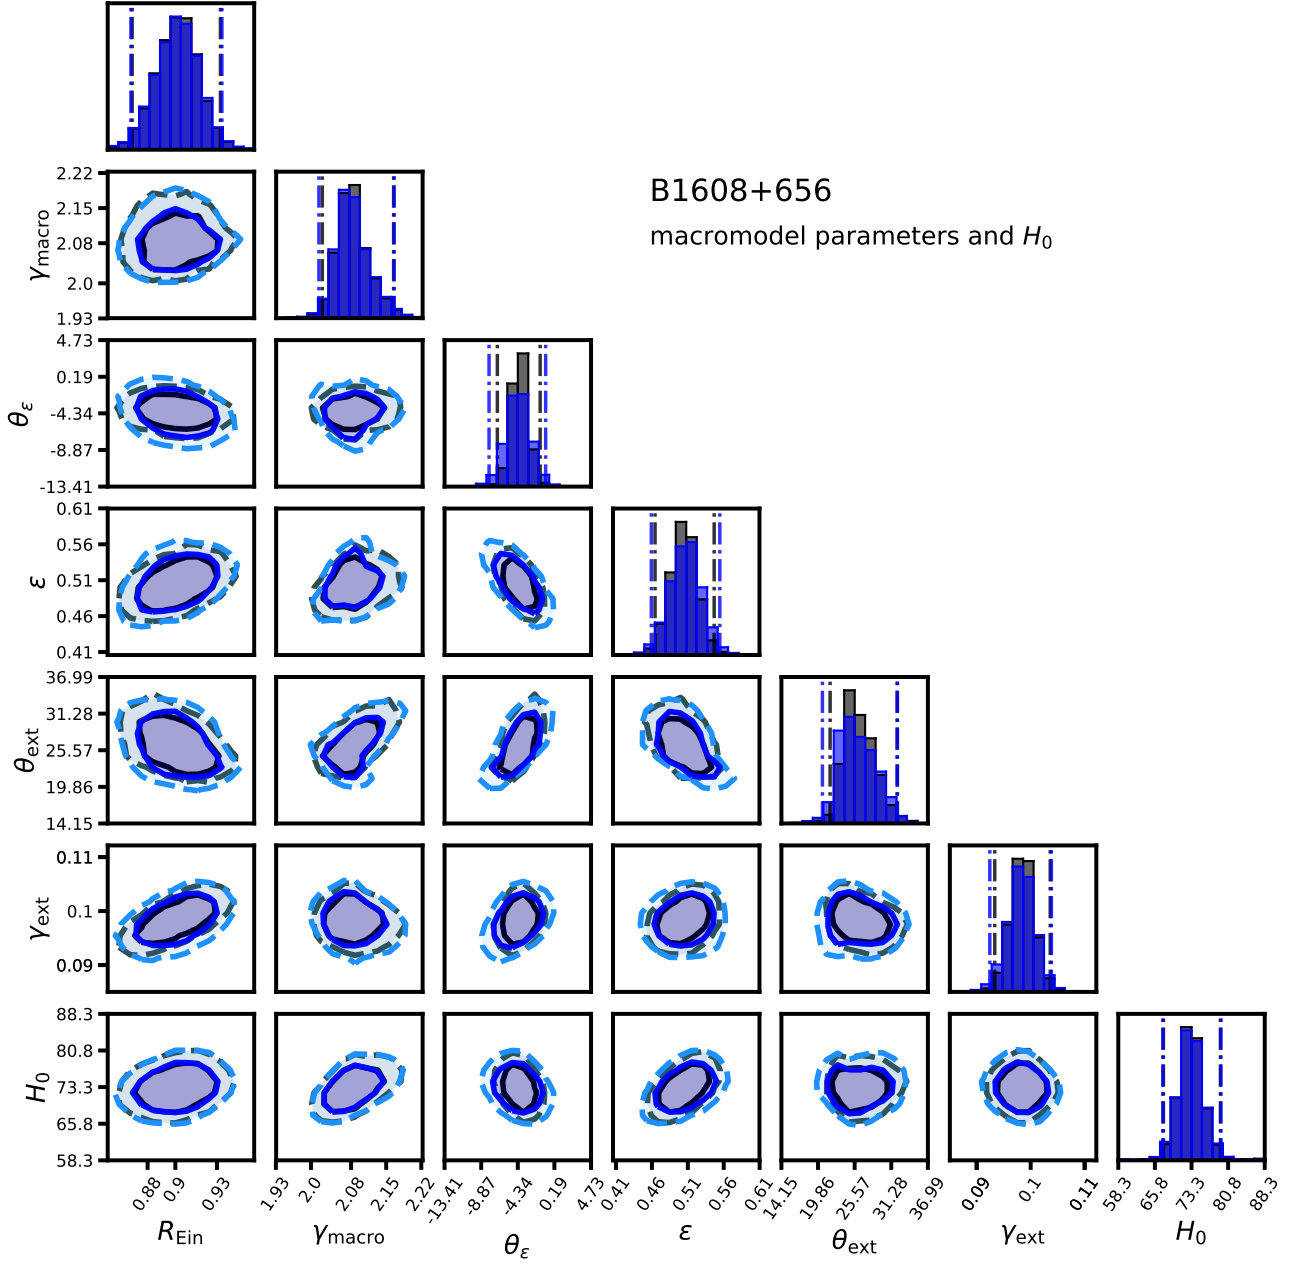 B1608+656
macromodel parameters and H₀
2.22
2.15
2.08
2.0
1.93
γmacro
4.73
0.19
-4.34
-8.87
-13.41
θε
0.61
0.56
0.51
0.46
0.41
ε
36.99
31.28
25.57
19.86
14.15
θext
0.11
0.1
0.09
γext
88.3
80.8
73.3
65.8
58.3
H₀
0.88 0.9 0.93 1.93 2.0 2.08 2.15 2.22 -13.41 -8.87 -4.34 0.19 4.73 0.41 0.46 0.51 0.56 0.61 14.15 19.86 25.57 31.28 36.99 0.09 0.1 0.11 58.3 65.8 73.3 80.8 88.3
REin γmacro θε ε θext γext H₀